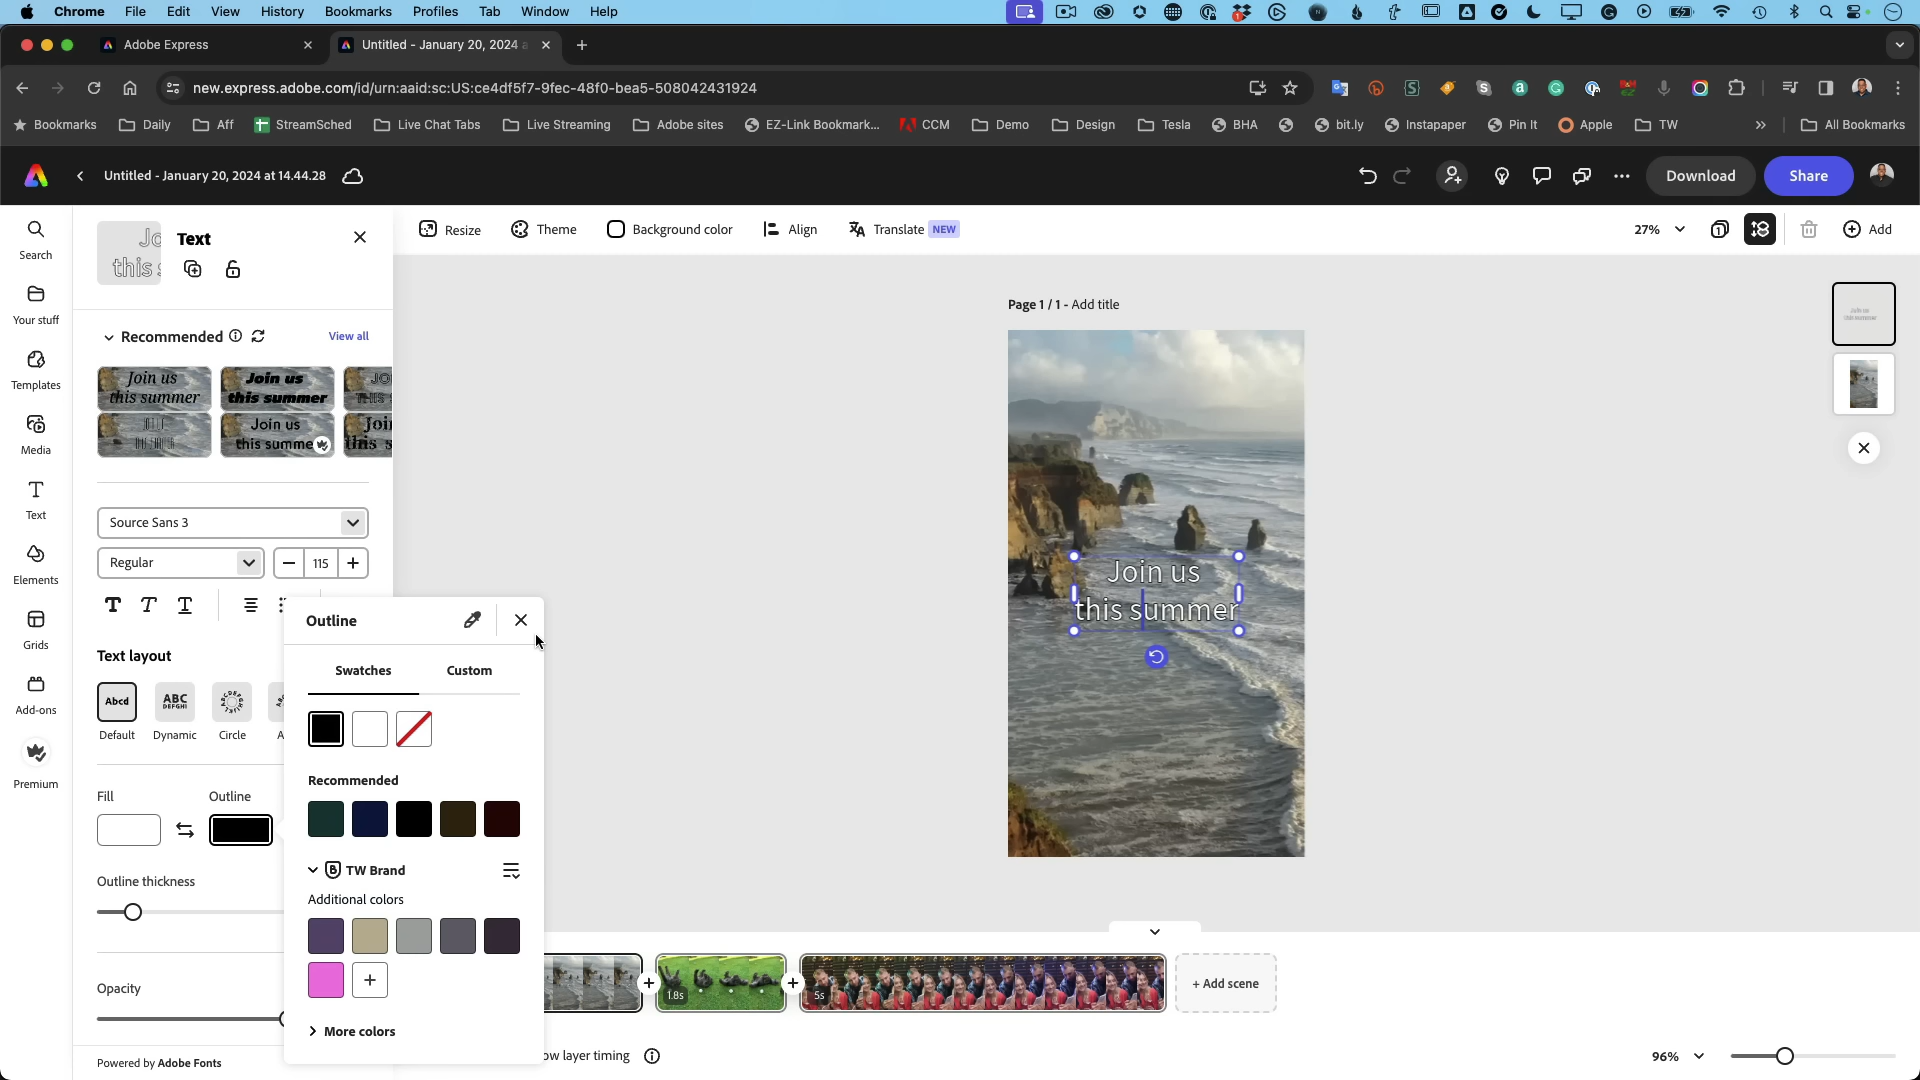 Chrome File Edit View History Bookmarks Profiles Tab Window Help
Adobe Express
Untitled - January 20, 2024 a
new.express.adobe.com/id/urn:aaid:sc:US:ce4df5f7-9fec-48f0-bea5-508042431924
Bookmarks Daily Aff StreamSched Live Chat Tabs Live Streaming Adobe sites EZ-Link Bookmark... CCM Demo Design Tesla BHA bit.ly Instapaper Pin It Apple TW » All Bookmarks
Untitled - January 20, 2024 at 14.44.28
Download
Share
Search
Your stuff
Templates
Media
Text
Elements
Grids
Add-ons
Premium
Text
Recommended
View all
Join us
this summer
Join us
this summer
Join us
this summe
Source Sans 3
Regular
115
Text layout
Abcd
ABC
DEFGHI
Default Dynamic Circle
Fill Outline
Outline thickness
Opacity
Powered by Adobe Fonts
Outline
Swatches Custom
Recommended
TW Brand
Additional colors
More colors
Resize Theme Background color Align Translate NEW
27%
Add
Page 1 / 1 - Add title
Join us
this summer
1.8s
5s
+ Add scene
ow layer timing
96%